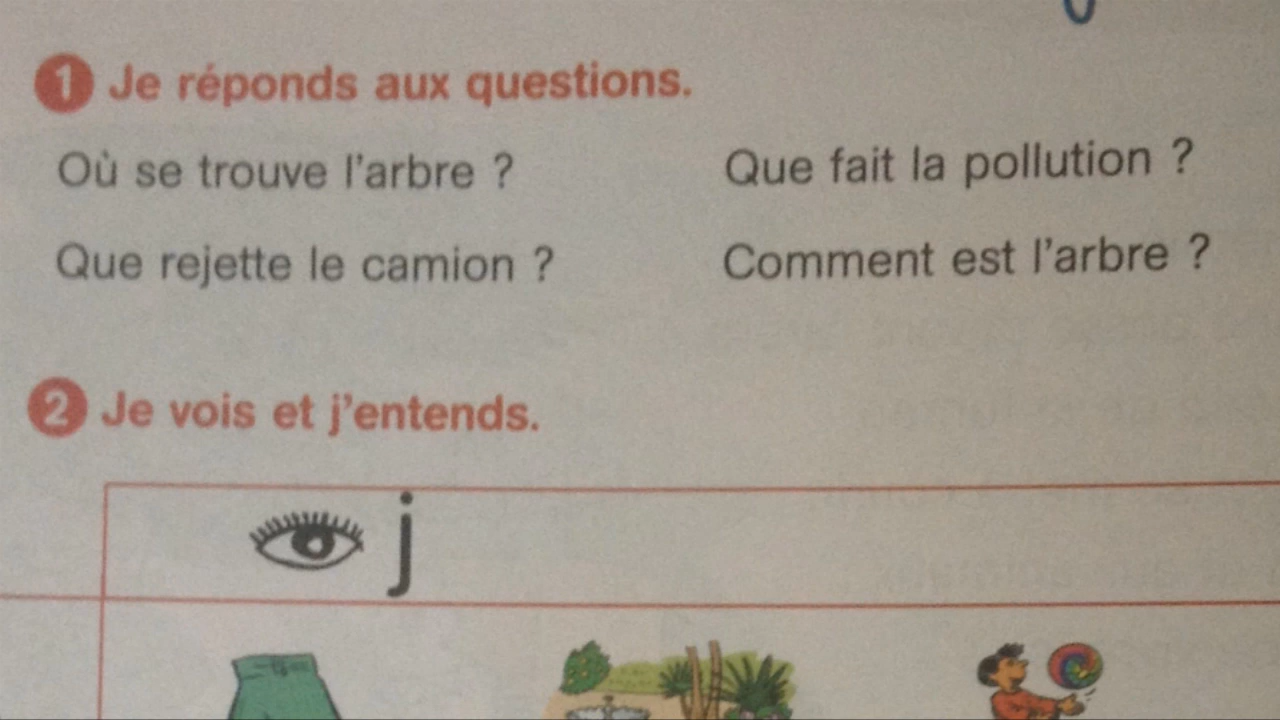 1 Je réponds aux questions.
Où se trouve l'arbre ?
Que fait la pollution ?
Que rejette le camion ?
Comment est l'arbre ?
2 Je vois et j'entends.
j